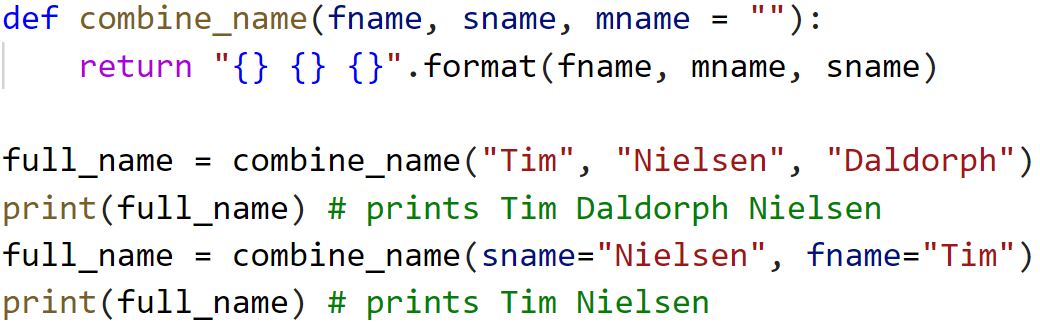 def combine_name(fname, sname, mname = ""):
    return "{} {} {}".format(fname, mname, sname)

full_name = combine_name("Tim", "Nielsen", "Daldorph")
print(full_name) # prints Tim Daldorph Nielsen
full_name = combine_name(sname="Nielsen", fname="Tim")
print(full_name) # prints Tim Nielsen